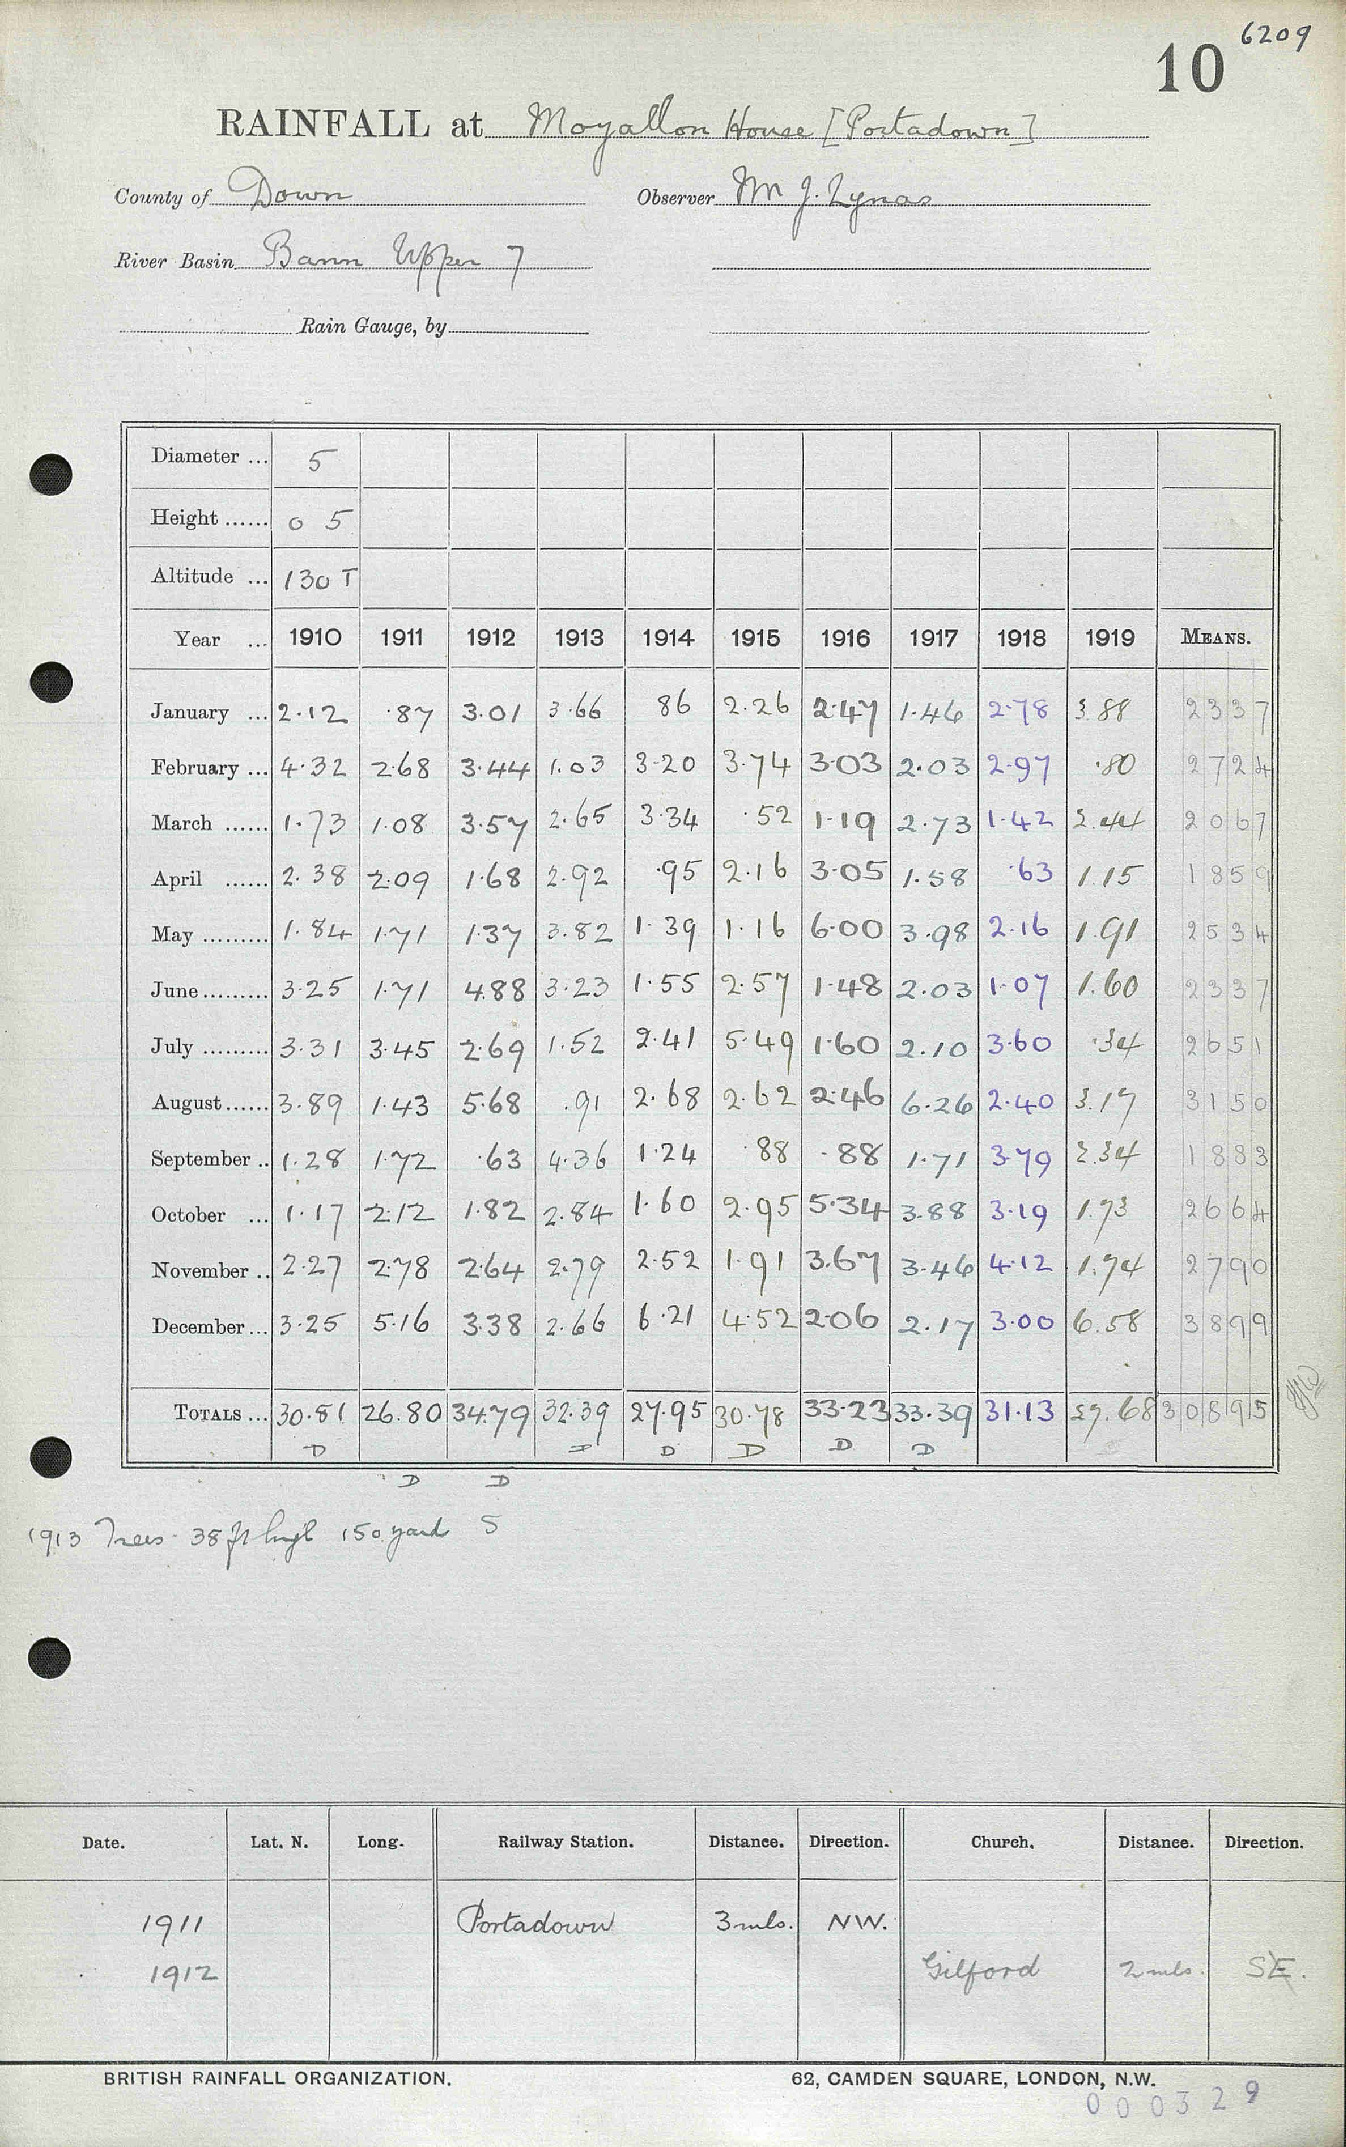 6209
10
RAINFALL at Moyallon House [Portadown]
County of Down Observer Mr J. Lynas
River Basin Bann Upper 7
Rain Gauge, by
Diameter ... 5
Height ...... 0 5
Altitude ... 130 T
Year ... 1910 1911 1912 1913 1914 1915 1916 1917 1918 1919 MEANS.
January ... 2.12 .87 3.01 3.66 86 2.26 2.47 1.46 2.78 3.88 2337
February ... 4.32 2.68 3.44 1.03 3.20 3.74 3.03 2.03 2.97 .80 2724
March ...... 1.73 1.08 3.57 2.65 3.34 .52 1.19 2.73 1.42 2.44 2067
April ...... 2.38 2.09 1.68 2.92 .95 2.16 3.05 1.58 .63 1.15 1859
May ......... 1.84 1.71 1.37 3.82 1.39 1.16 6.00 3.98 2.16 1.91 2534
June ......... 3.25 1.71 4.88 3.23 1.55 2.57 1.48 2.03 1.07 1.60 2337
July ......... 3.31 3.45 2.69 1.52 2.41 5.49 1.60 2.10 3.60 .34 2651
August ...... 3.89 1.43 5.68 .91 2.68 2.62 2.46 6.26 2.40 3.17 3150
September .. 1.28 1.72 .63 4.36 1.24 .88 .88 1.71 3.79 2.34 1883
October ... 1.17 2.12 1.82 2.84 1.60 2.95 5.34 3.88 3.19 1.73 2664
November .. 2.27 2.78 2.64 2.79 2.52 1.91 3.67 3.46 4.12 1.74 2790
December ... 3.25 5.16 3.38 2.66 6.21 4.52 2.06 2.17 3.00 6.58 3899
TOTALS ... 30.81 26.80 34.79 32.39 27.95 30.78 33.23 33.39 31.13 27.68 30895
D D D D D D
D D
1913 Trees 38 ft high 150 yard S
Date. Lat. N. Long. Railway Station. Distance. Direction. Church. Distance. Direction.
1911 Portadown 3 mls. NW.
1912 Gilford 2 mls. SE.
BRITISH RAINFALL ORGANIZATION. 62, CAMDEN SQUARE, LONDON, N.W.
000329